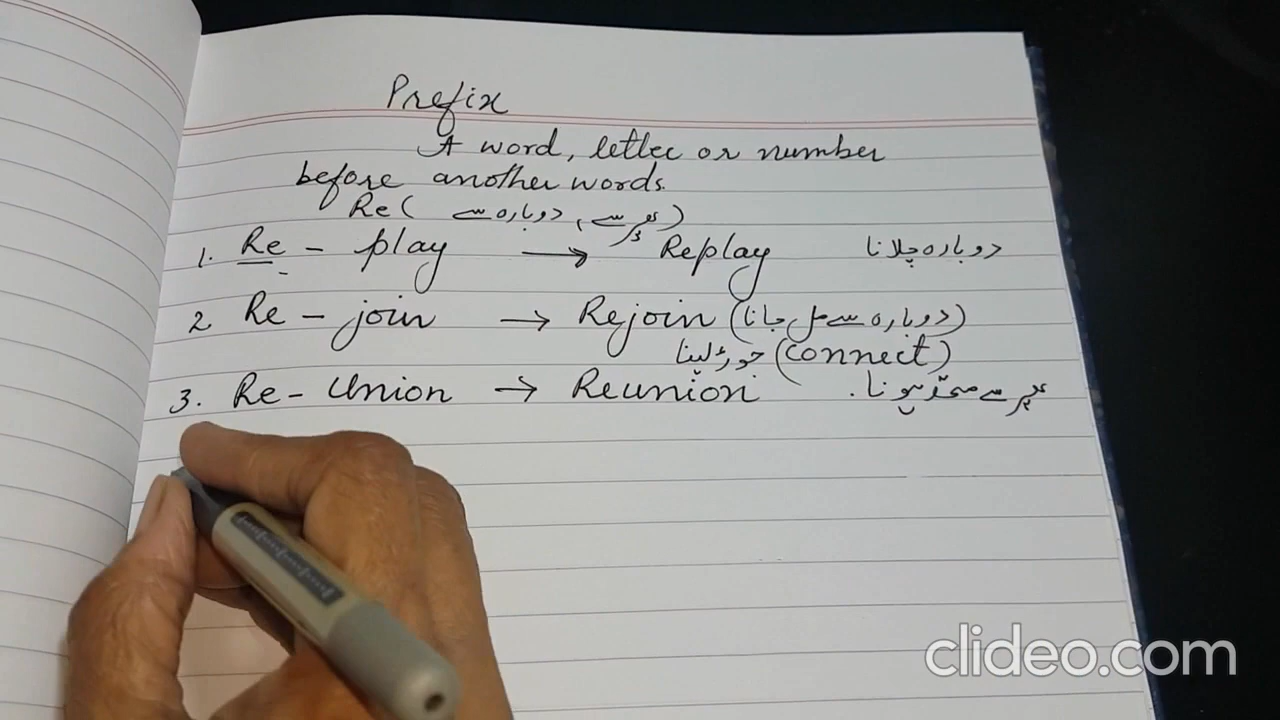 Prefix
A word, letter or number
before another words.
Re ( دوبارہ سے , پھر سے )
1. Re - play → Replay دوبارہ چلانا
2. Re - join → Rejoin (دوبارہ سے مل جانا)
جوڑ لینا (connect)
3. Re - Union → Reunion. پھر سے متحد ہونا.
clideo.com